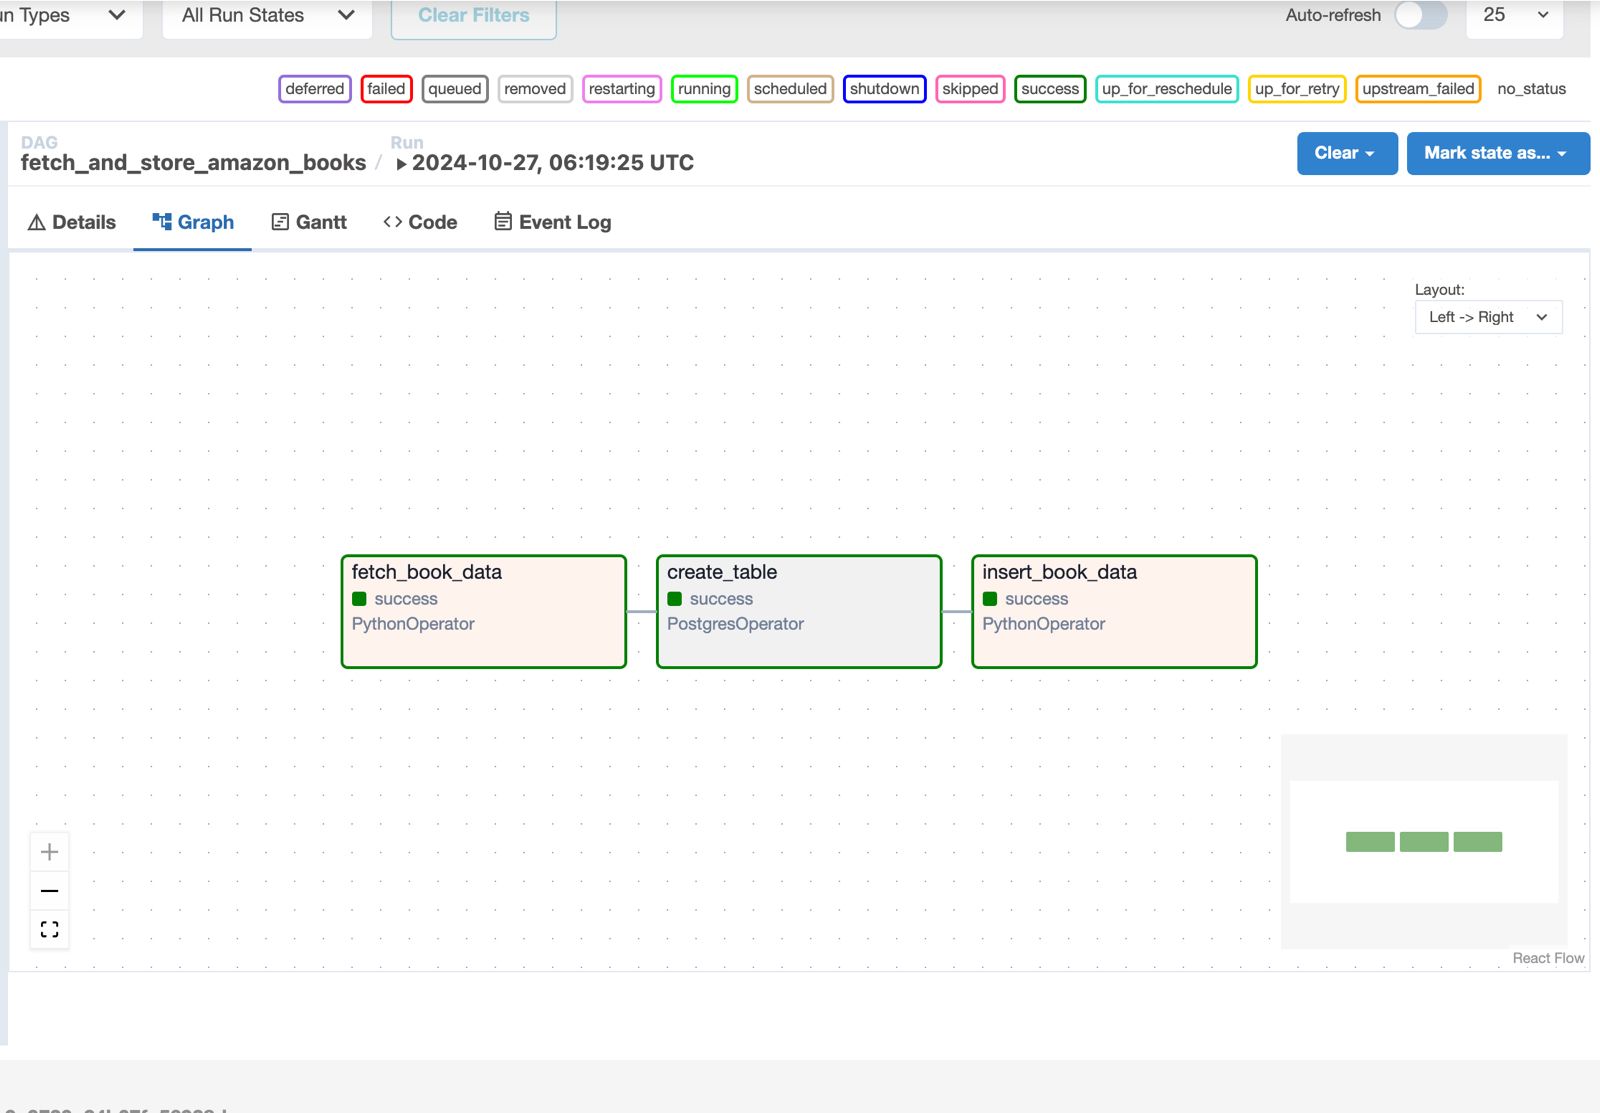 Types
All Run States
Clear Filters
Auto-refresh
25
deferred failed queued removed restarting running scheduled shutdown skipped success up_for_reschedule up_for_retry upstream_failed no_status
DAG
fetch_and_store_amazon_books
/
Run
2024-10-27, 06:19:25 UTC
Clear
Mark state as...
Details
Graph
Gantt
Code
Event Log
Layout:
Left -> Right
fetch_book_data
success
PythonOperator
create_table
success
PostgresOperator
insert_book_data
success
PythonOperator
React Flow